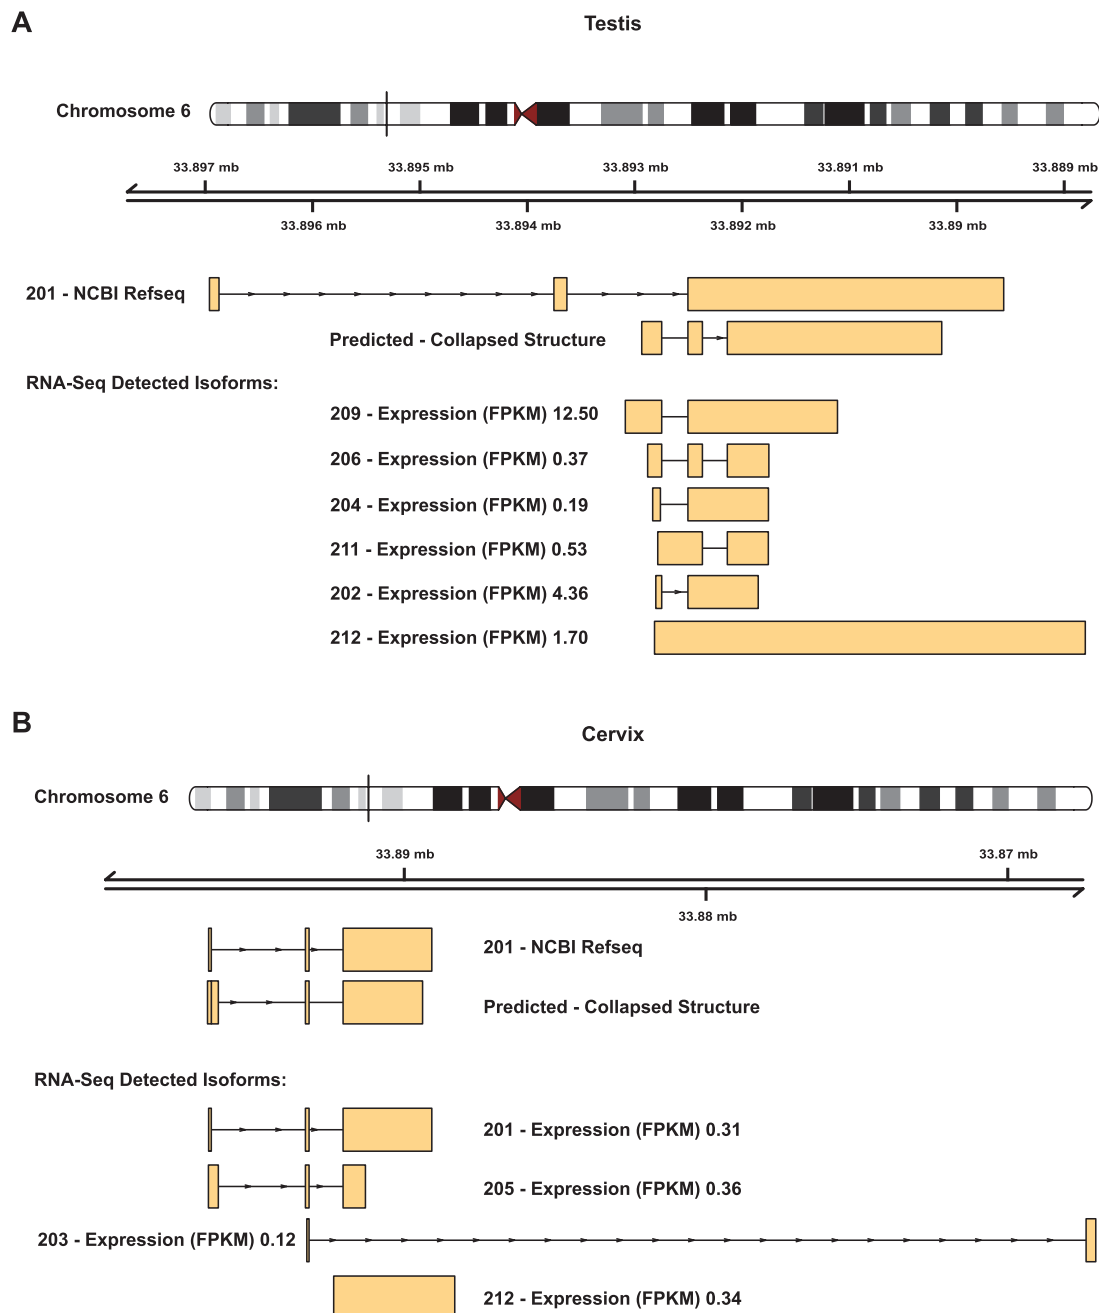 A
Testis
Chromosome 6
33.897 mb 33.895 mb 33.893 mb 33.891 mb 33.889 mb
33.896 mb 33.894 mb 33.892 mb 33.89 mb
201 - NCBI Refseq
Predicted - Collapsed Structure
RNA-Seq Detected Isoforms:
209 - Expression (FPKM) 12.50
206 - Expression (FPKM) 0.37
204 - Expression (FPKM) 0.19
211 - Expression (FPKM) 0.53
202 - Expression (FPKM) 4.36
212 - Expression (FPKM) 1.70
B
Cervix
Chromosome 6
33.89 mb 33.87 mb
33.88 mb
201 - NCBI Refseq
Predicted - Collapsed Structure
RNA-Seq Detected Isoforms:
201 - Expression (FPKM) 0.31
205 - Expression (FPKM) 0.36
203 - Expression (FPKM) 0.12
212 - Expression (FPKM) 0.34